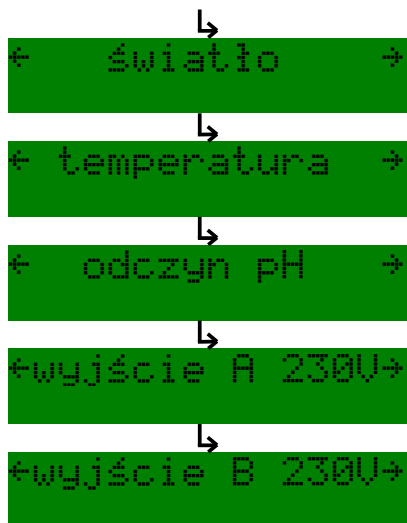 ← światło →
← temperatura →
← odczyn pH →
←wyjście A 230V→
←wyjście B 230V→